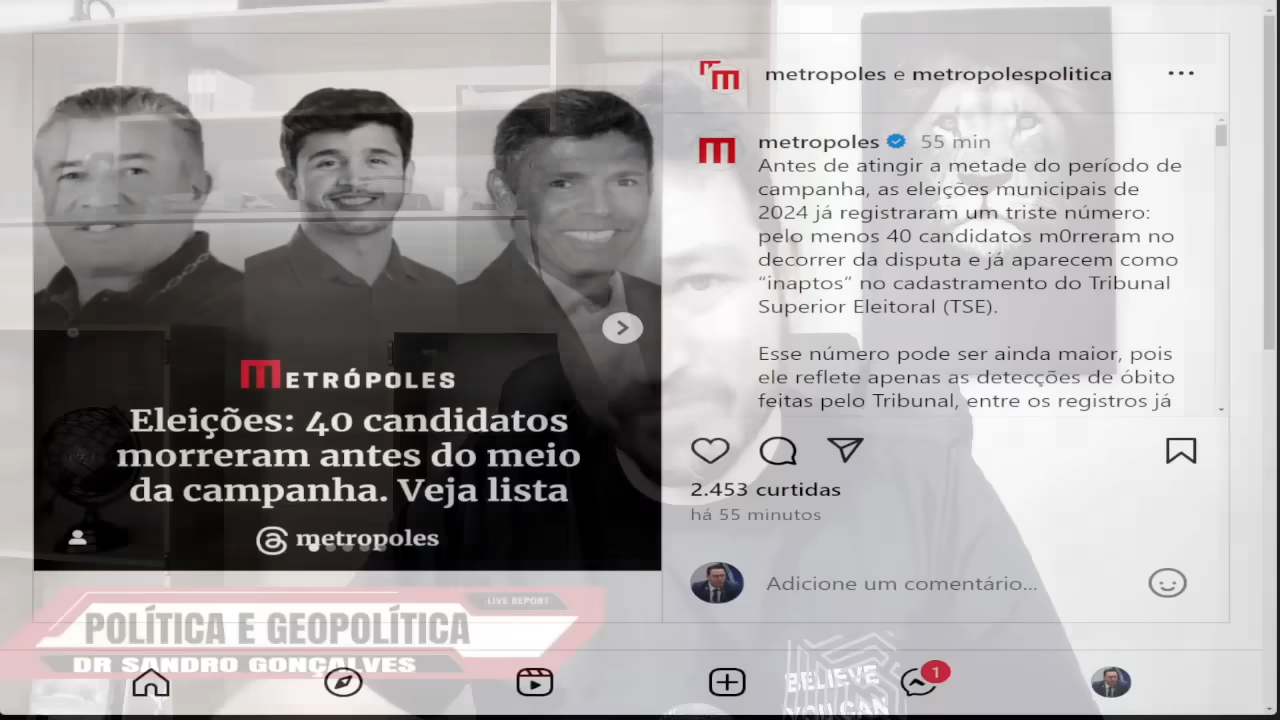 metropoles e metropolespolitica
metropoles 55 min
Antes de atingir a metade do período de
campanha, as eleições municipais de
2024 já registraram um triste número:
pelo menos 40 candidatos m0rreram no
decorrer da disputa e já aparecem como
“inaptos” no cadastramento do Tribunal
Superior Eleitoral (TSE).
Esse número pode ser ainda maior, pois
ele reflete apenas as detecções de óbito
feitas pelo Tribunal, entre os registros já
METRÓPOLES
Eleições: 40 candidatos
morreram antes do meio
da campanha. Veja lista
metropoles
2.453 curtidas
há 55 minutos
Adicione um comentário...
LIVE REPORT
POLÍTICA E GEOPOLÍTICA
DR SANDRO GONÇALVES
1
BELIEVE
YOU CAN